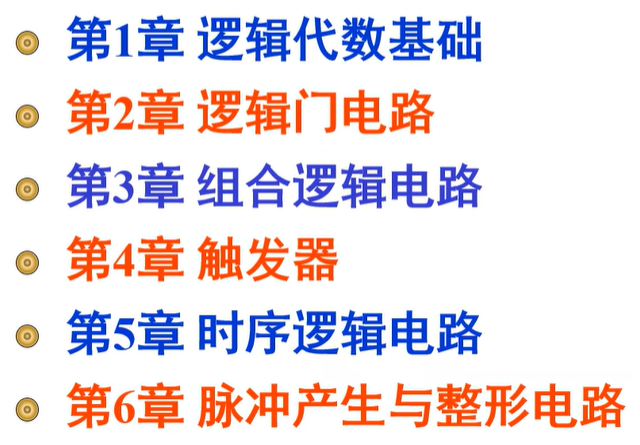 第1章 逻辑代数基础
第2章 逻辑门电路
第3章 组合逻辑电路
第4章 触发器
第5章 时序逻辑电路
第6章 脉冲产生与整形电路